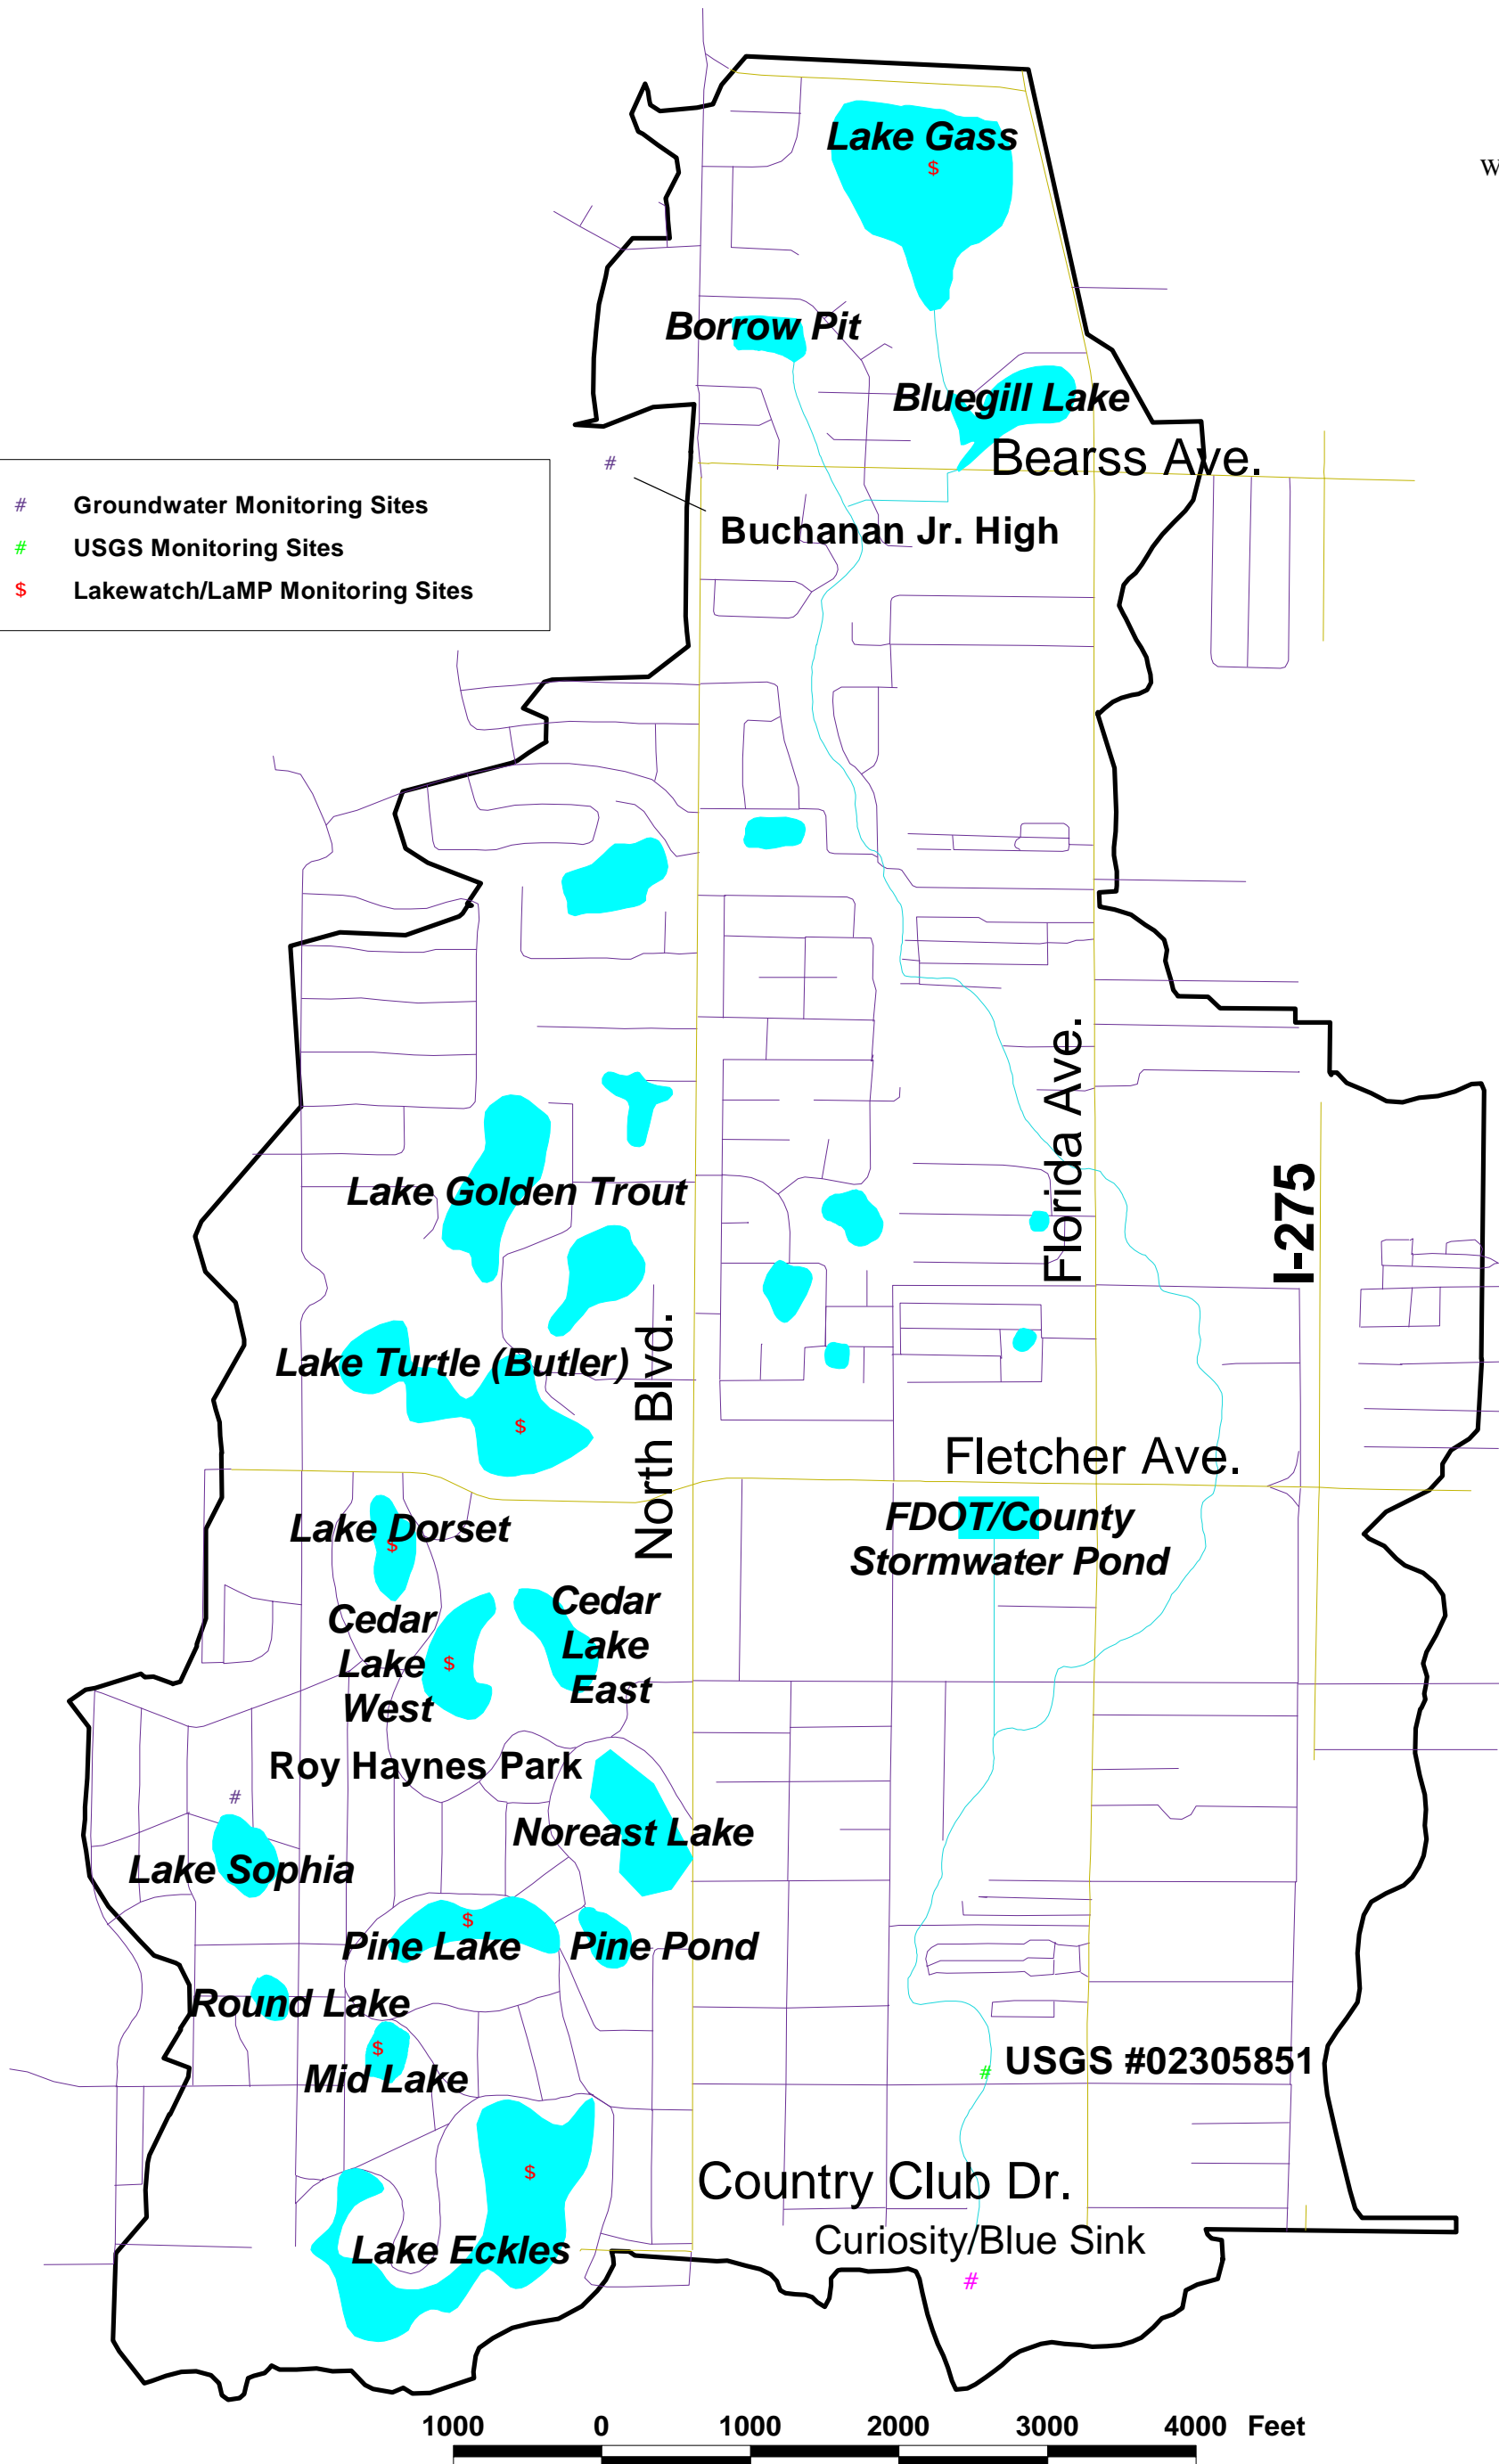 Lake Gass
$
w
Borrow Pit
Bluegill Lake
Bearss Ave.
#
# Groundwater Monitoring Sites
Buchanan Jr. High
# USGS Monitoring Sites
$ Lakewatch/LaMP Monitoring Sites
Florida Ave.
I-275
Lake Golden Trout
North Blvd.
Lake Turtle (Butler)
$
Fletcher Ave.
FDOT/County
Stormwater Pond
Lake Dorset
$
Cedar
Lake
East
Cedar
Lake
West
$
Roy Haynes Park
#
Noreast Lake
Lake Sophia
$
Pine Lake
Pine Pond
Round Lake
$
Mid Lake
# USGS #02305851
$
Country Club Dr.
Curiosity/Blue Sink
Lake Eckles
#
1000 0 1000 2000 3000 4000 Feet